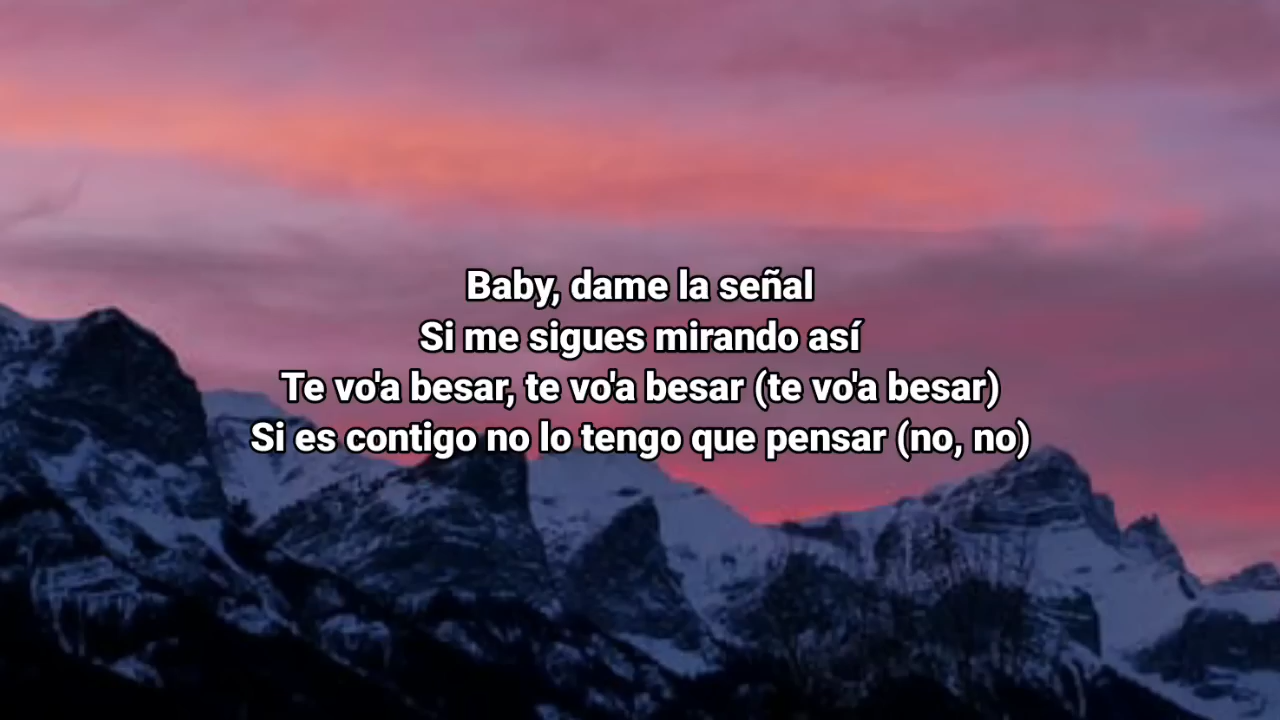 Baby, dame la señal
Si me sigues mirando así
Te vo'a besar, te vo'a besar (te vo'a besar)
Si es contigo no lo tengo que pensar (no, no)